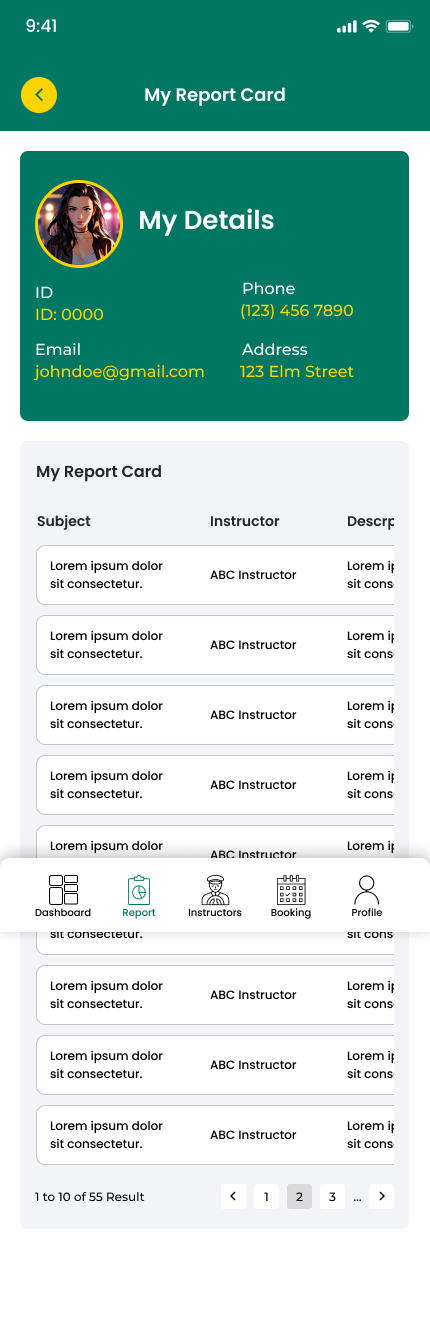 9:41
My Report Card
My Details
ID
ID: 0000
Phone
(123) 456 7890
Email
johndoe@gmail.com
Address
123 Elm Street
My Report Card
Subject Instructor Descrp
Lorem ipsum dolor
sit consectetur.
ABC Instructor
Lorem ip
sit cons
Lorem ipsum dolor
sit consectetur.
ABC Instructor
Lorem ip
sit cons
Lorem ipsum dolor
sit consectetur.
ABC Instructor
Lorem ip
sit cons
Lorem ipsum dolor
sit consectetur.
ABC Instructor
Lorem ip
sit cons
Lorem ipsum dolor
ABC Instructor
Lorem ip
Dashboard Report Instructors Booking Profile
sit consectetur.
sit cons
Lorem ipsum dolor
sit consectetur.
ABC Instructor
Lorem ip
sit cons
Lorem ipsum dolor
sit consectetur.
ABC Instructor
Lorem ip
sit cons
Lorem ipsum dolor
sit consectetur.
ABC Instructor
Lorem ip
sit cons
1 to 10 of 55 Result
1 2 3 ...